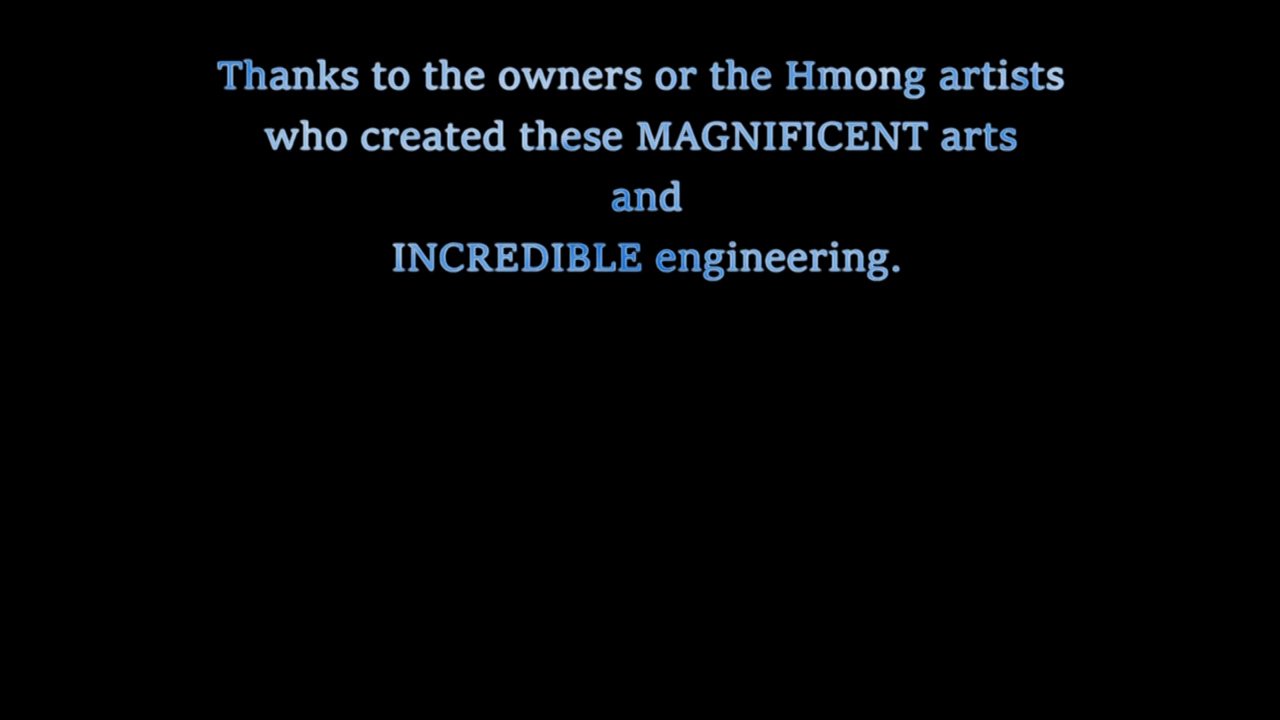 Thanks to the owners or the Hmong artists
who created these MAGNIFICENT arts
and
INCREDIBLE engineering.